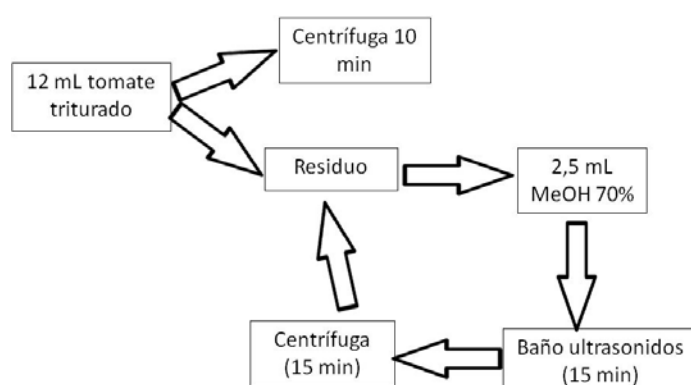 Centrífuga 10
min
12 mL tomate
triturado
Residuo
2,5 mL
MeOH 70%
Centrífuga
(15 min)
Baño ultrasonidos
(15 min)